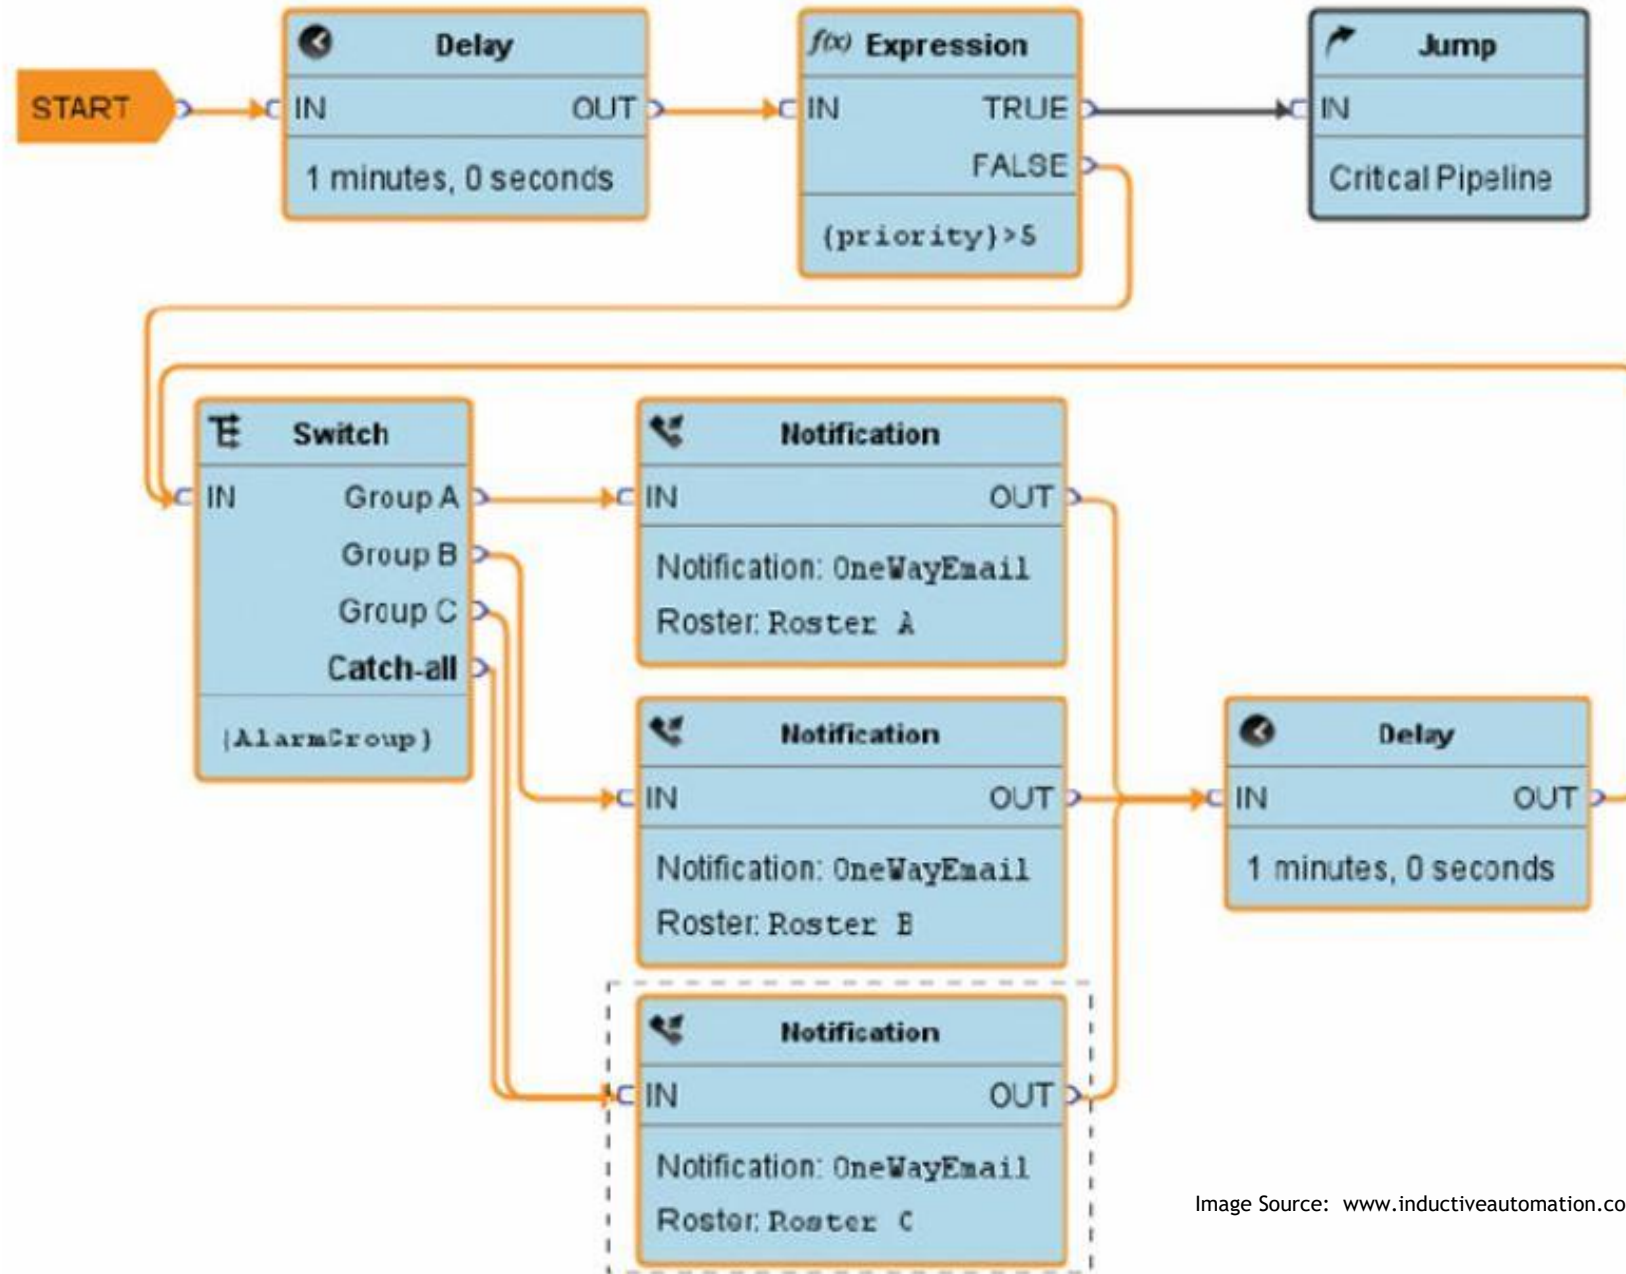 START
Delay
IN OUT
1 minutes, 0 seconds
f(x) Expression
IN TRUE
FALSE
{priority}>5
Jump
IN
Critical Pipeline
Switch
IN Group A
Group B
Group C
Catch-all
{AlarmGroup}
Notification
IN OUT
Notification: OneWayEmail
Roster: Roster A
Notification
IN OUT
Notification: OneWayEmail
Roster: Roster B
Notification
IN OUT
Notification: OneWayEmail
Roster: Roster C
Delay
IN OUT
1 minutes, 0 seconds
Image Source: www.inductiveautomation.co